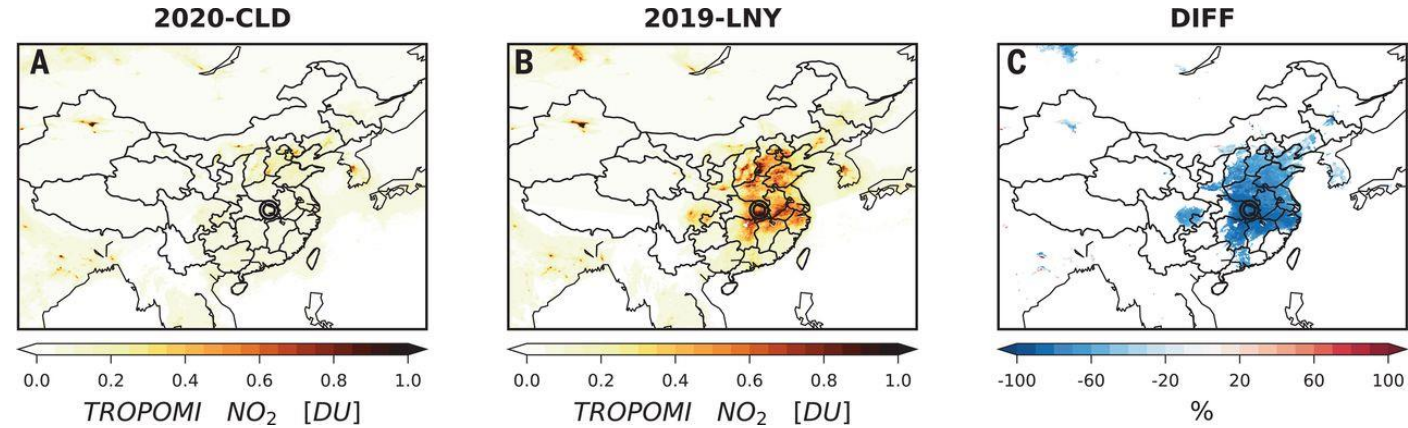 2020-CLD 2019-LNY DIFF
A B C
0.0 0.2 0.4 0.6 0.8 1.0 0.0 0.2 0.4 0.6 0.8 1.0 -100 -60 -20 20 60 100
TROPOMI NO₂ [DU] TROPOMI NO₂ [DU] %